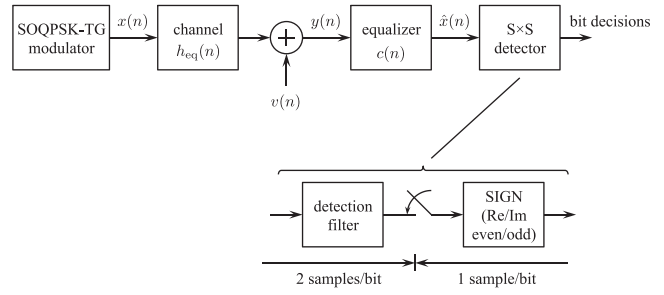 SOQPSK-TG
modulator
x(n)
channel
h_eq(n)
v(n)
y(n)
equalizer
c(n)
x̂(n)
S×S
detector
bit decisions
detection
filter
SIGN
(Re/Im
even/odd)
2 samples/bit
1 sample/bit